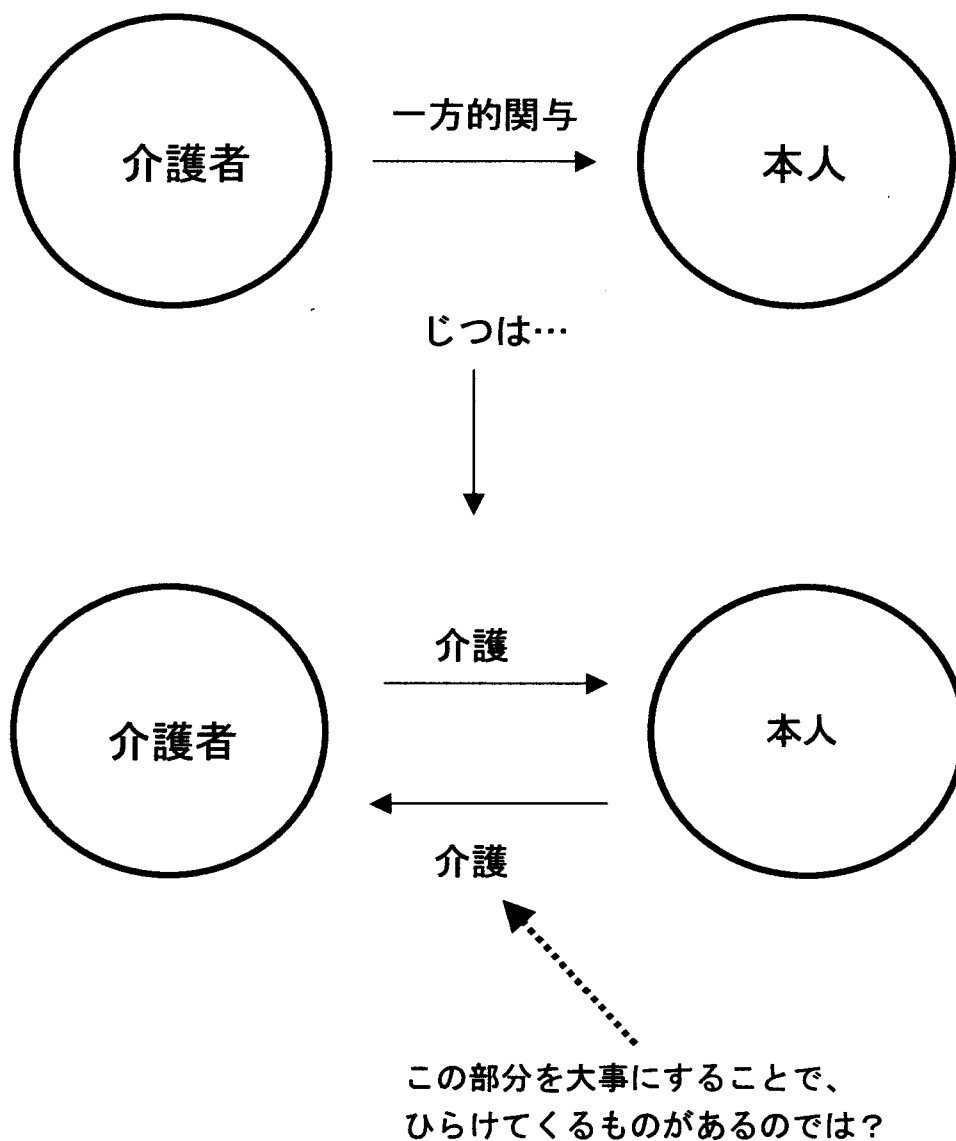 介護者
一方的関与
本人
じつは…
介護
介護者
本人
介護
この部分を大事にすることで、
ひらけてくるものがあるのでは？